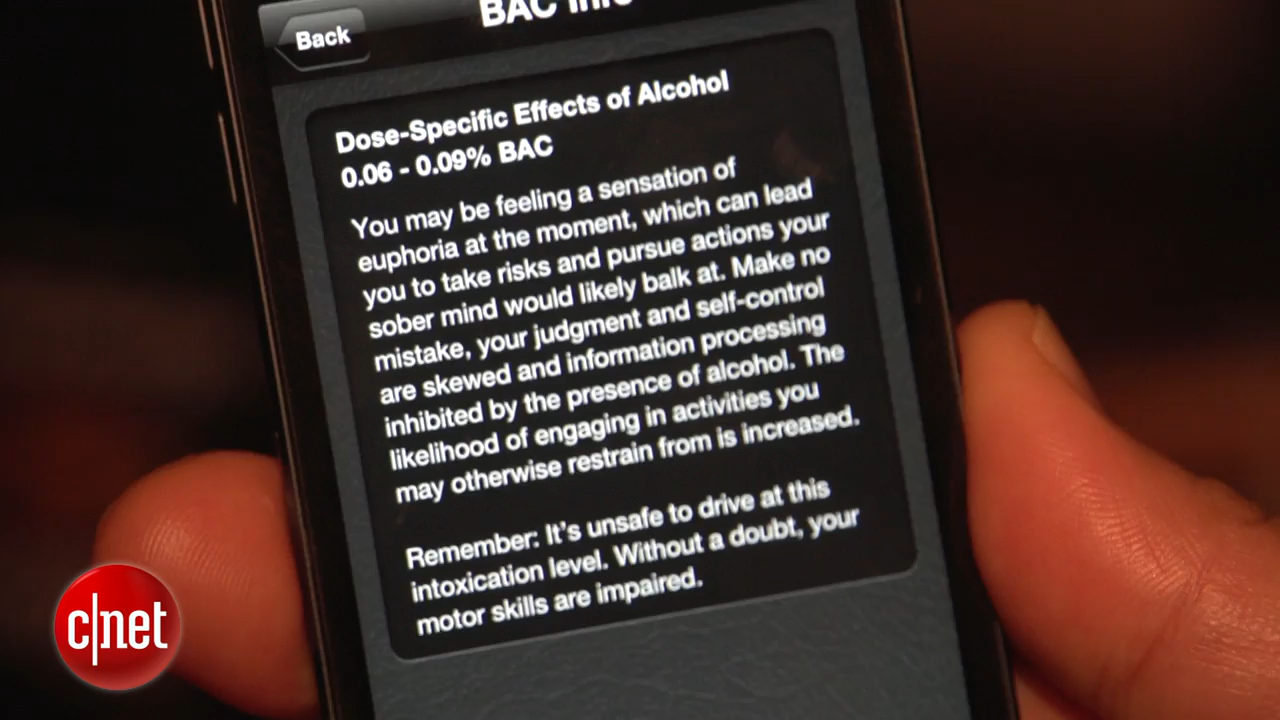 Back
BAC Info
Dose-Specific Effects of Alcohol
0.06 - 0.09% BAC
You may be feeling a sensation of
euphoria at the moment, which can lead
you to take risks and pursue actions your
sober mind would likely balk at. Make no
mistake, your judgment and self-control
are skewed and information processing
inhibited by the presence of alcohol. The
likelihood of engaging in activities you
may otherwise restrain from is increased.
Remember: It's unsafe to drive at this
intoxication level. Without a doubt, your
motor skills are impaired.
c|net